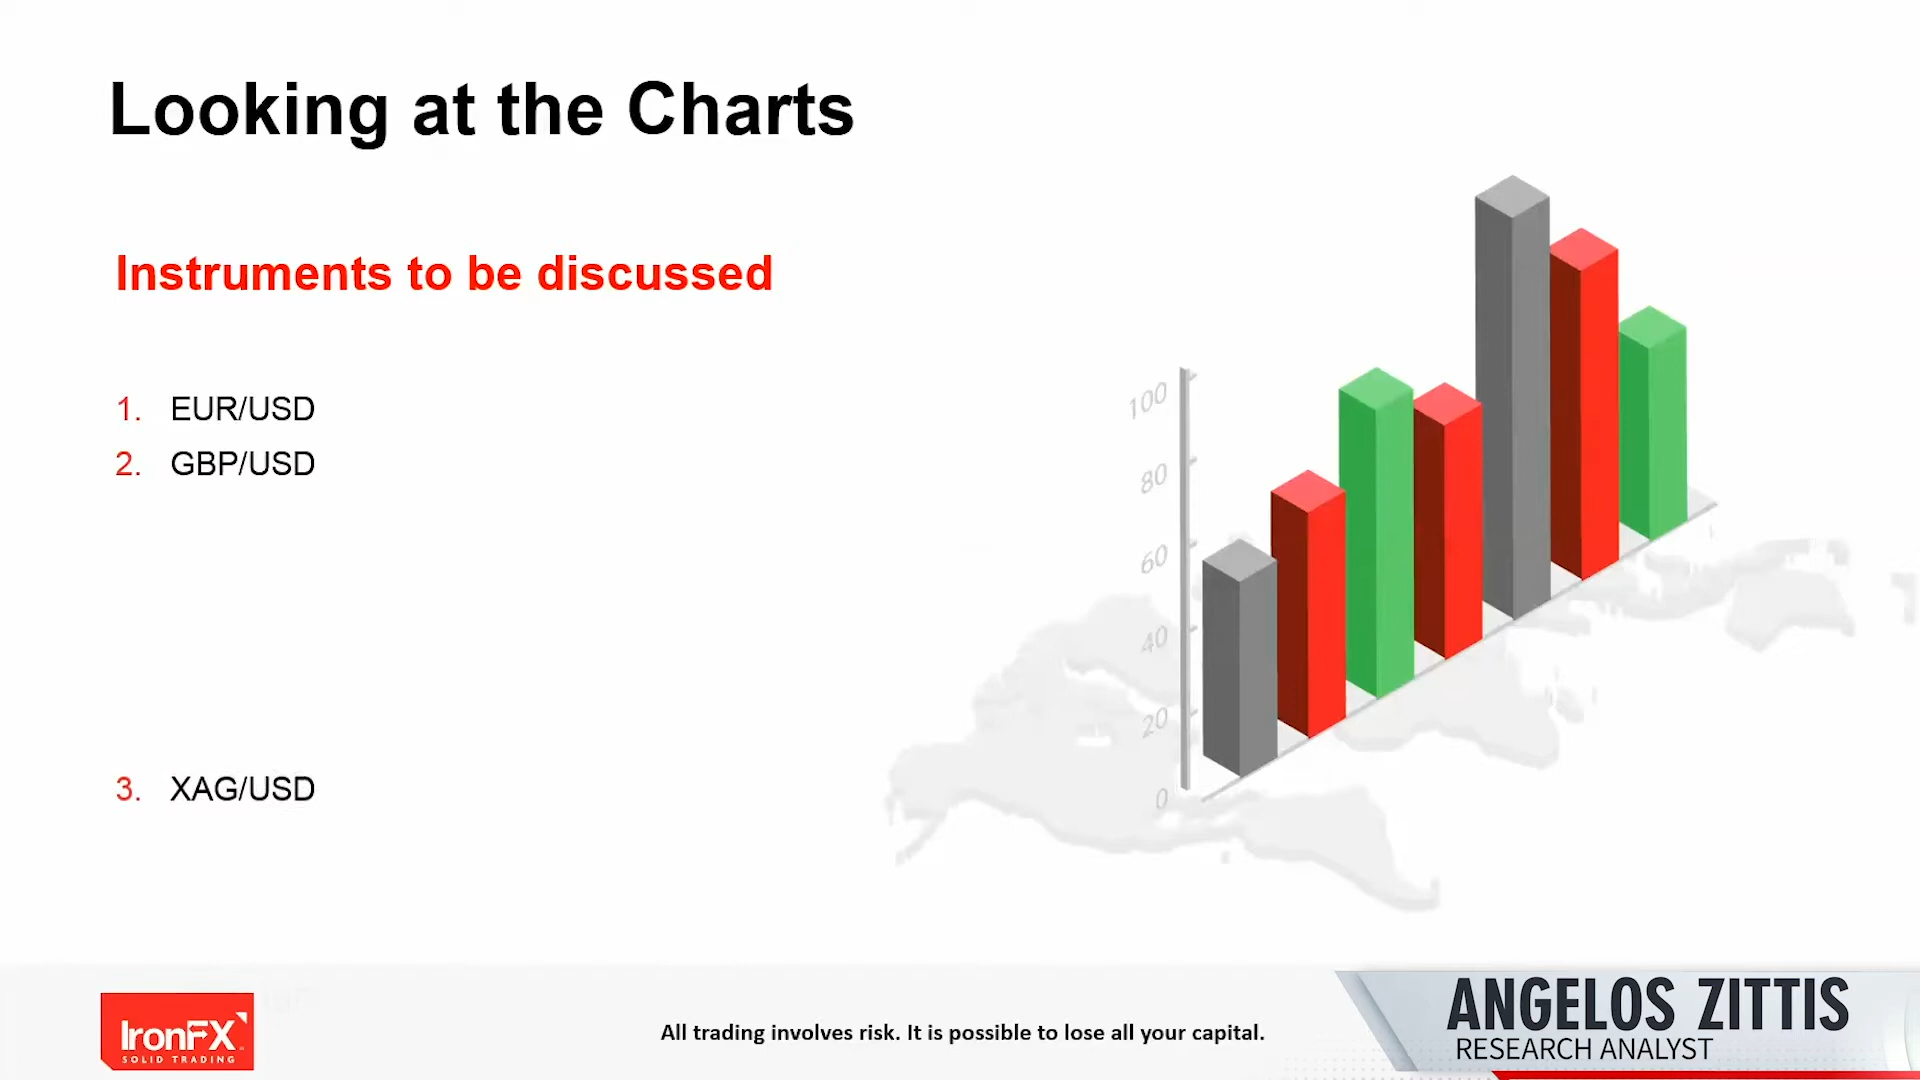 Looking at the Charts
Instruments to be discussed
1. EUR/USD
2. GBP/USD
3. XAG/USD
100
80
60
40
20
0
IronFX
SOLID TRADING
All trading involves risk. It is possible to lose all your capital.
ANGELOS ZITTIS
RESEARCH ANALYST